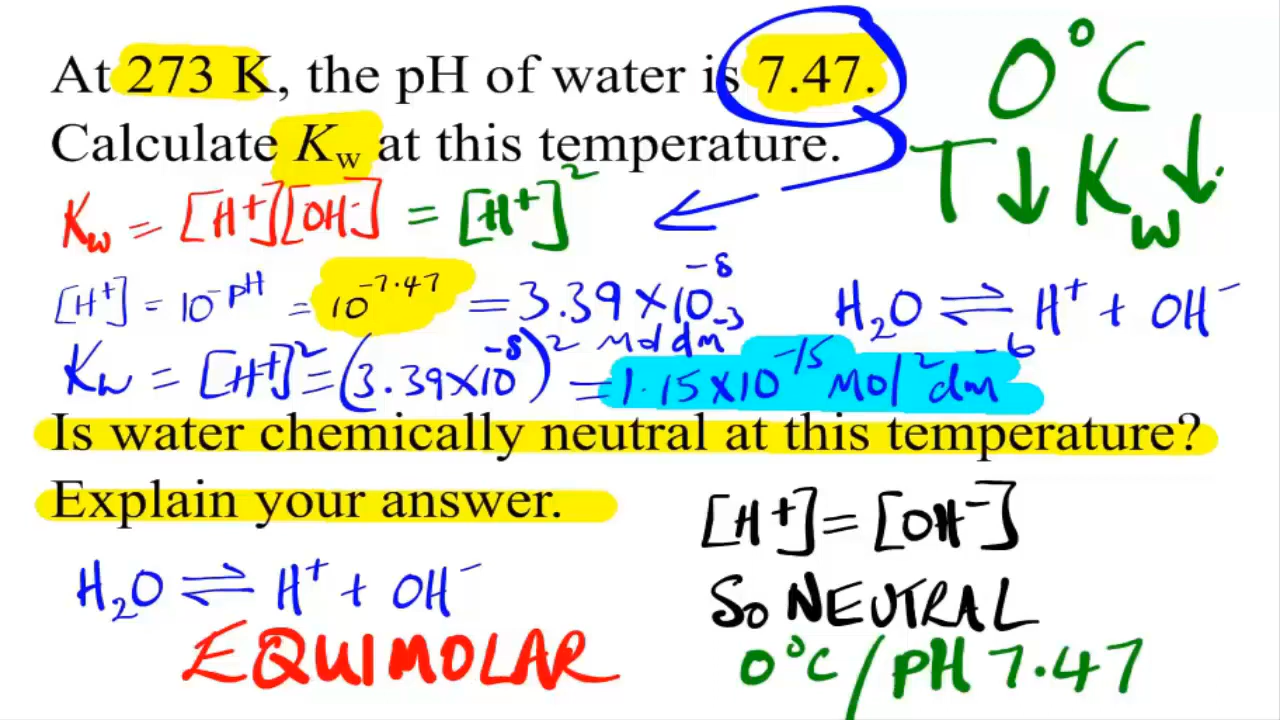 At 273 K, the pH of water is 7.47.
0°C
Calculate Kw at this temperature.
T ↓ Kw ↓
Kw = [H+][OH-] = [H+]²
[H+] = 10^-pH = 10^-7.47 = 3.39 × 10^-8 mol dm^-3
H₂O ⇌ H⁺ + OH⁻
Kw = [H+]² = (3.39×10^-8)² = 1.15×10^-15 mol² dm^-6
Is water chemically neutral at this temperature?
Explain your answer.
[H+] = [OH-]
H₂O ⇌ H⁺ + OH⁻
So NEUTRAL
EQUIMOLAR
0°C / pH 7.47